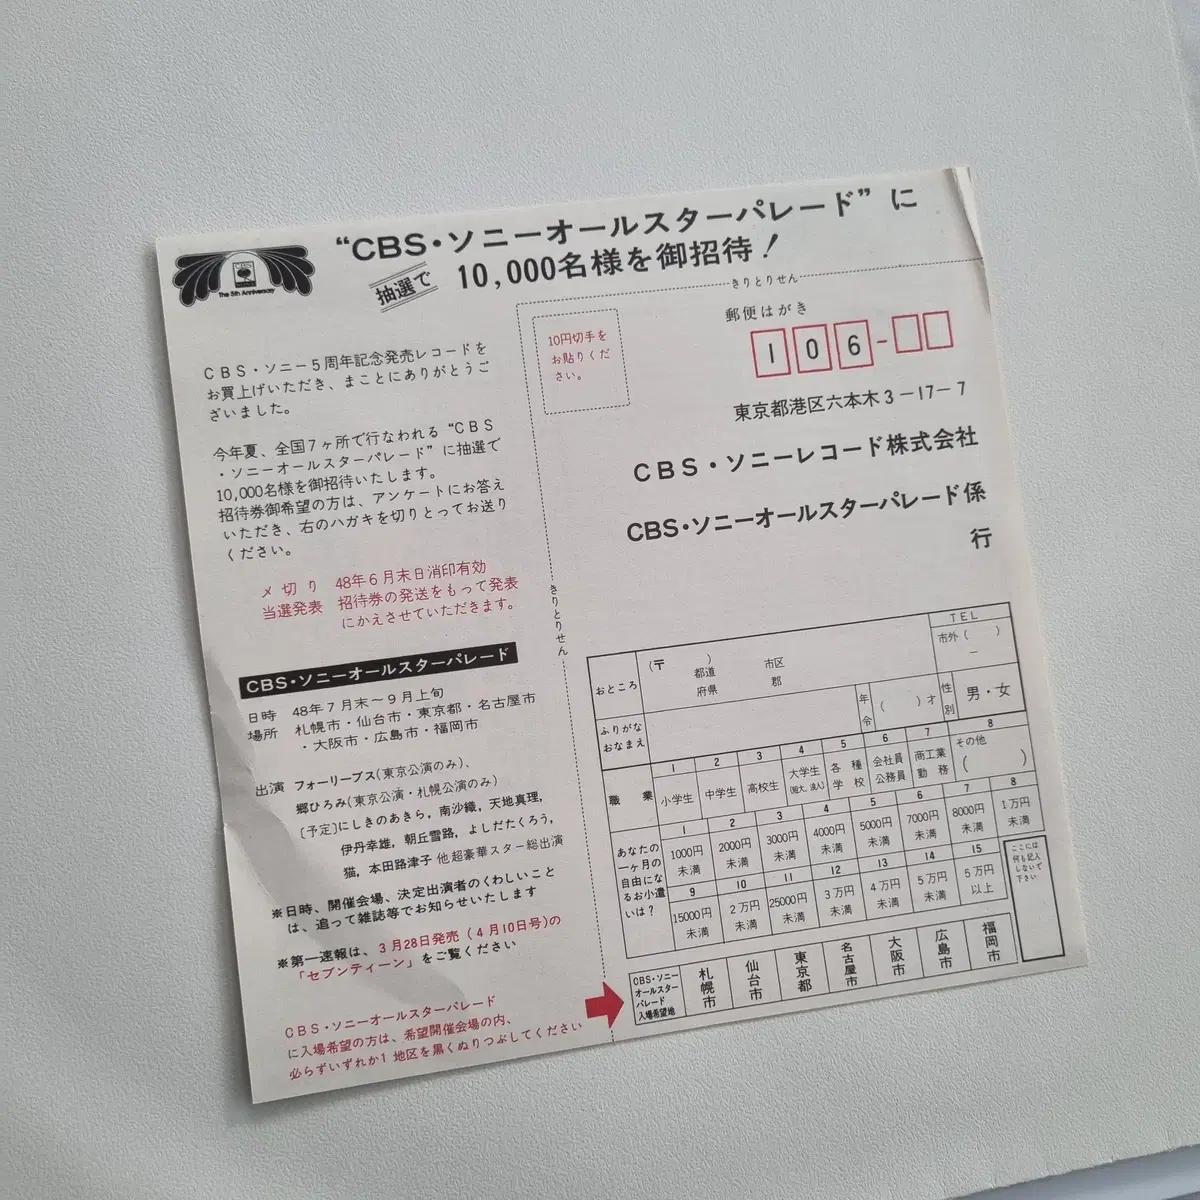 "CBS・ソニーオールスターパレード"に
抽選で 10,000名様を御招待！
CBS
The 5th Anniversary
CBS・ソニー5周年記念発売レコードを
お買上げいただき、まことにありがとうご
ざいました。
今年夏、全国7ヶ所で行なわれる"CBS
・ソニーオールスターパレード"に抽選で
10,000名様を御招待いたします。
招待券御希望の方は、アンケートにお答え
いただき、右のハガキを切りとってお送り
ください。
〆切り 48年6月末日消印有効
当選発表 招待券の発送をもって発表
にかえさせていただきます。
CBS・ソニーオールスターパレード
日時 48年7月末〜9月上旬
場所 札幌市・仙台市・東京都・名古屋市
・大阪市・広島市・福岡市
出演 フォーリーブス(東京公演のみ)、
郷ひろみ(東京公演・札幌公演のみ)
〔予定〕にしきのあきら，南沙織，天地真理，
伊丹幸雄，朝丘雪路，よしだたくろう，
猫，本田路津子 他超豪華スター総出演
※日時、開催会場、決定出演者のくわしいこと
は、追って雑誌等でお知らせいたします
※第一速報は、3月28日発売(4月10日号)の
「セブンティーン」をご覧ください
CBS・ソニーオールスターパレード
に入場希望の方は、希望開催会場の内、
必らずいずれか1地区を黒くぬりつぶしてください
きりとりせん
きりとりせん
10円切手を
お貼りくだ
さい。
郵便はがき
106-
東京都港区六本木3-17-7
CBS・ソニーレコード株式会社
CBS・ソニーオールスターパレード係
行
おところ (〒 ) 都道 市区
府県 郡
TEL
市外( )
－
ふりがな
おなまえ
年令 ( )才 性別 男・女
職業
1 2 3 4 5 6 7 8
小学生 中学生 高校生 大学生(短大、浪人) 各種学校 会社員公務員 商工業勤務 その他( )
あなたの
一ヶ月の
自由にな
るお小遣
いは？
1 2 3 4 5 6 7 8
1000円未満 2000円未満 3000円未満 4000円未満 5000円未満 7000円未満 8000円未満 1万円未満
9 10 11 12 13 14 15
15000円未満 2万円未満 25000円未満 3万円未満 4万円未満 5万円未満 5万円以上
ここには
何も記入
しないで
下さい
CBS・ソニー
オールスター
パレード
入場希望地
札幌市 仙台市 東京都 名古屋市 大阪市 広島市 福岡市